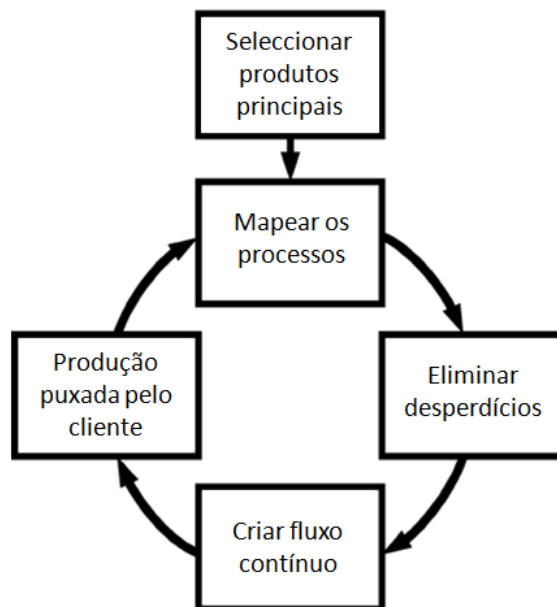 Seleccionar
produtos
principais
Mapear os
processos
Eliminar
desperdícios
Criar fluxo
contínuo
Produção
puxada pelo
cliente